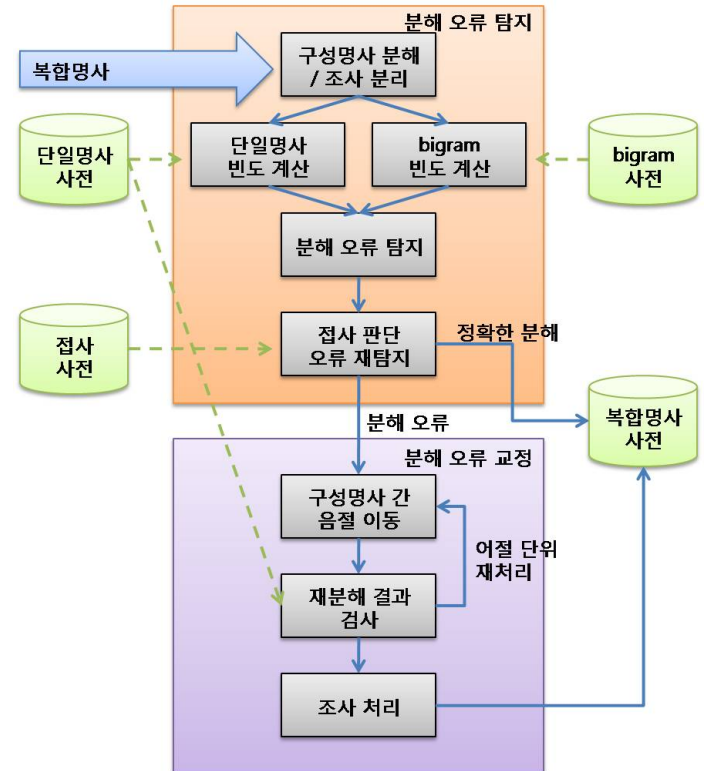 분해 오류 탐지
복합명사
구성명사 분해
/ 조사 분리
단일명사
사전
단일명사
빈도 계산
bigram
빈도 계산
bigram
사전
분해 오류 탐지
접사
사전
접사 판단
오류 재탐지
정확한 분해
복합명사
사전
분해 오류
분해 오류 교정
구성명사 간
음절 이동
어절 단위
재처리
재분해 결과
검사
조사 처리